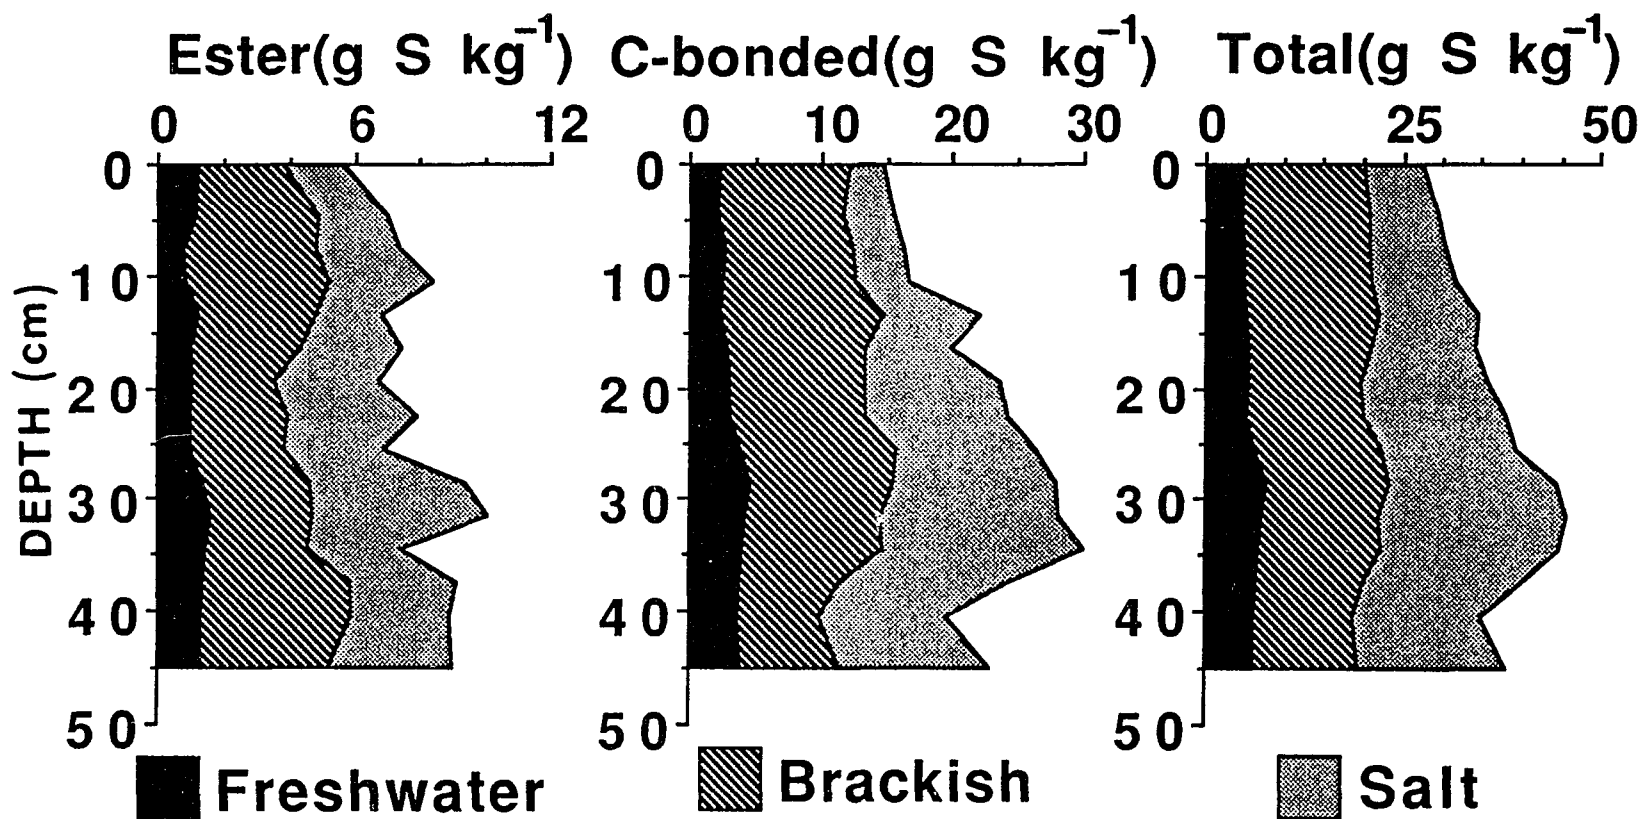 Ester(g S kg⁻¹) C-bonded(g S kg⁻¹) Total(g S kg⁻¹)
0 6 12 0 10 20 30 0 25 50
0 0 0
10 10 10
20 20 20
30 30 30
40 40 40
50 50 50
DEPTH (cm)
Freshwater Brackish Salt